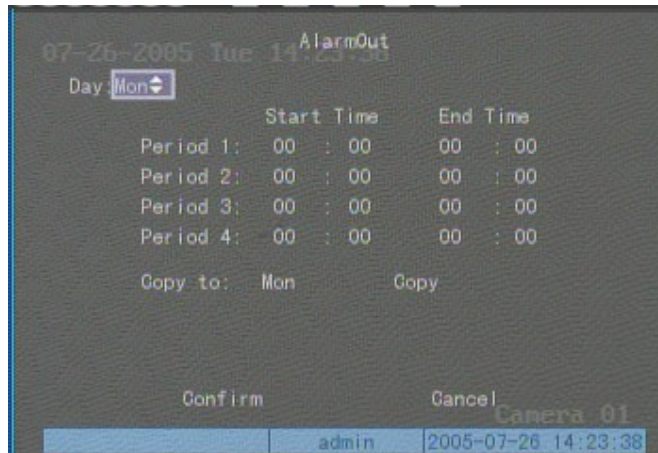 AlarmOut
07-26-2005 Tue 14:23:38
Day: Mon
Start Time End Time
Period 1: 00 : 00 00 : 00
Period 2: 00 : 00 00 : 00
Period 3: 00 : 00 00 : 00
Period 4: 00 : 00 00 : 00
Copy to: Mon Copy
Confirm Cancel
Camera 01
admin 2005-07-26 14:23:38